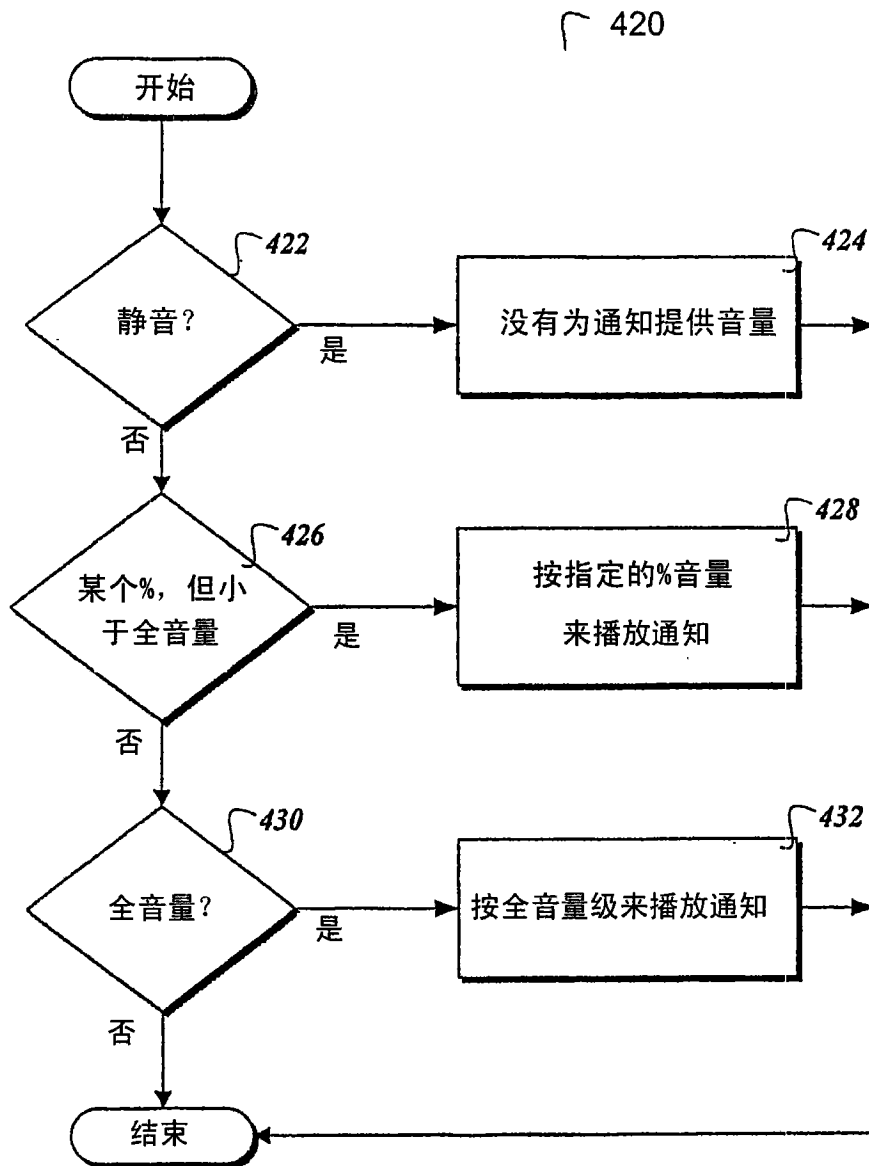 420
开始
422
424
静音?
没有为通知提供音量
是
否
426
428
某个%,但小
于全音量
按指定的%音量
来播放通知
是
否
430
432
全音量?
按全音量级来播放通知
是
否
结束